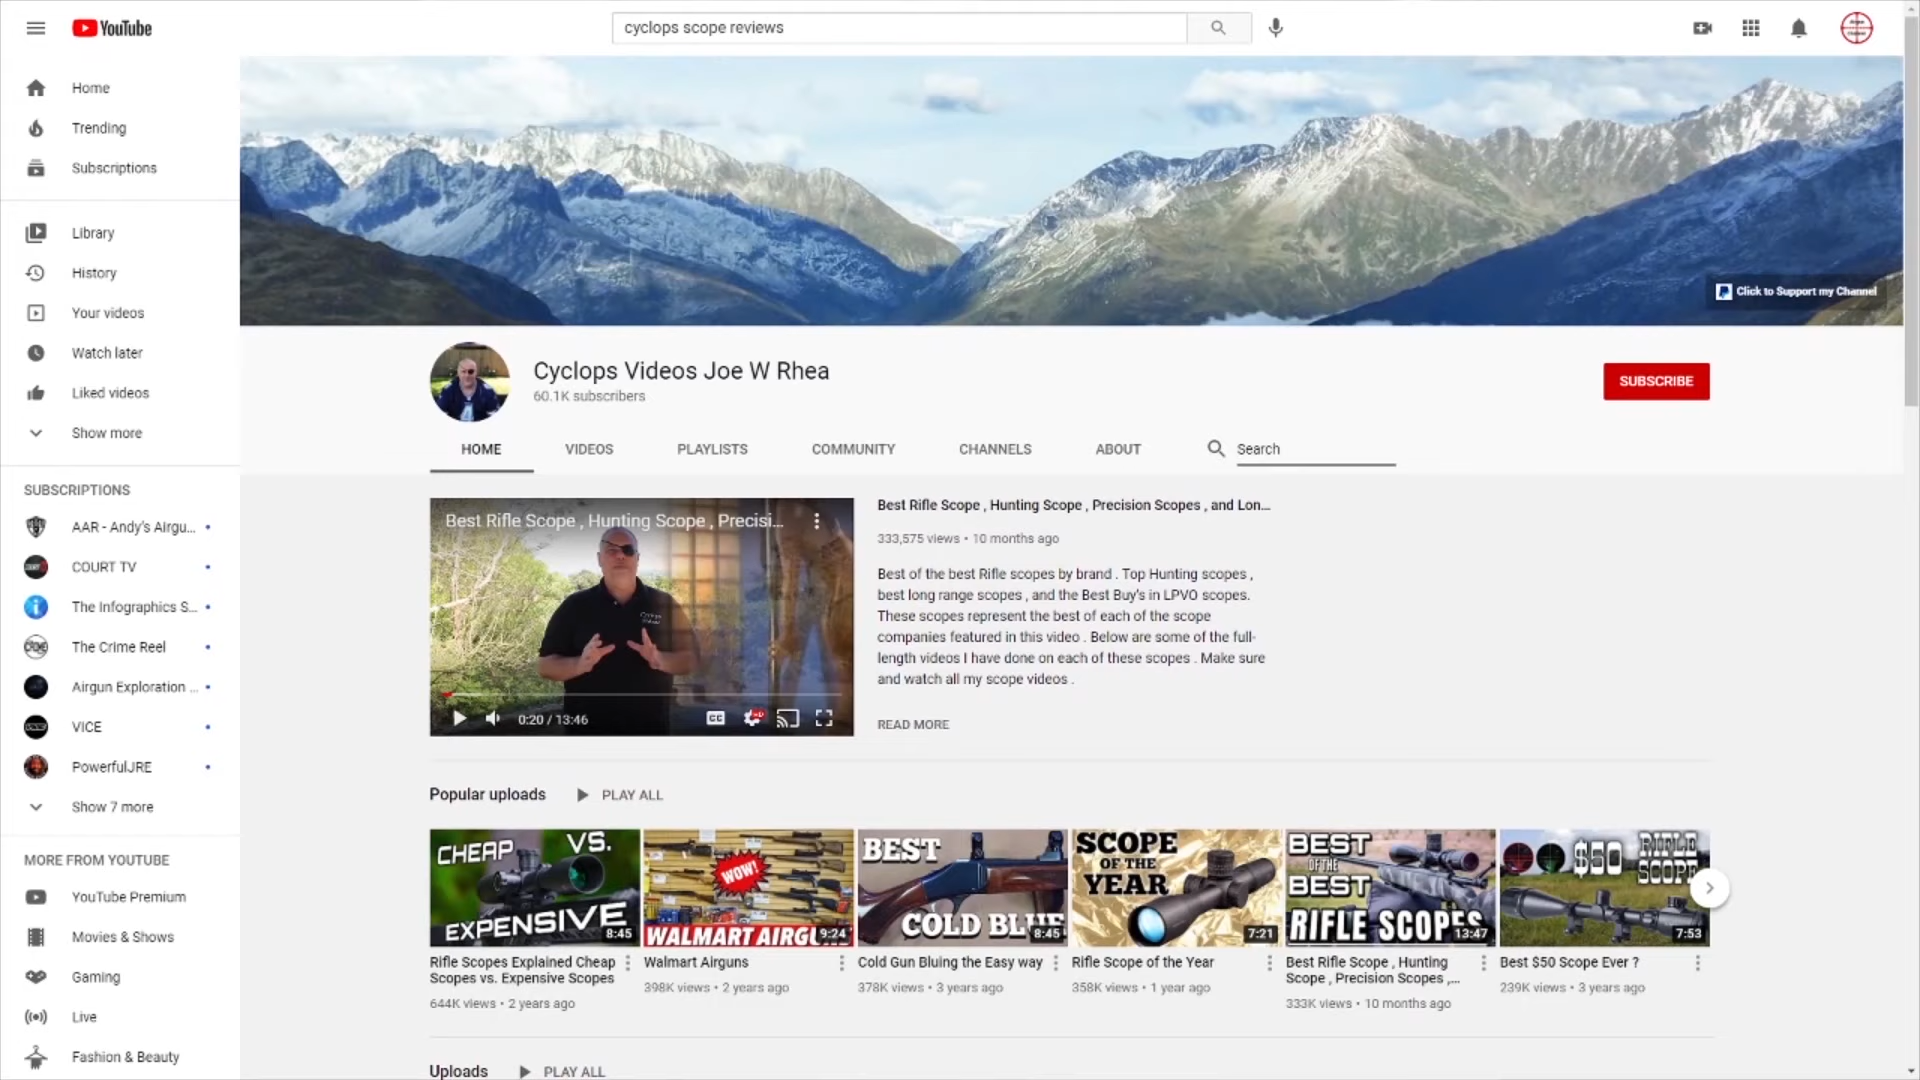 YouTube
cyclops scope reviews
Home
Trending
Subscriptions
Library
History
Your videos
Watch later
Liked videos
Show more
SUBSCRIPTIONS
AAR - Andy's Airgu...
COURT TV
The Infographics S...
The Crime Reel
Airgun Exploration ...
VICE
PowerfulJRE
Show 7 more
MORE FROM YOUTUBE
YouTube Premium
Movies & Shows
Gaming
Live
Fashion & Beauty
Click to Support my Channel
Cyclops Videos Joe W Rhea
60.1K subscribers
SUBSCRIBE
HOME VIDEOS PLAYLISTS COMMUNITY CHANNELS ABOUT Search
Best Rifle Scope , Hunting Scope , Precisi...
CC
HD
0:20 / 13:46
Best Rifle Scope , Hunting Scope , Precision Scopes , and Lon...
333,575 views • 10 months ago
Best of the best Rifle scopes by brand . Top Hunting scopes ,
best long range scopes , and the Best Buy's in LPVO scopes.
These scopes represent the best of each of the scope
companies featured in this video . Below are some of the full-
length videos I have done on each of these scopes . Make sure
and watch all my scope videos .
READ MORE
Popular uploads PLAY ALL
CHEAP VS.
EXPENSIVE
8:45
Rifle Scopes Explained Cheap
Scopes vs. Expensive Scopes
644K views • 2 years ago
WOW!
WALMART AIRGU
9:24
Walmart Airguns
398K views • 2 years ago
BEST
COLD BLUE
8:45
Cold Gun Bluing the Easy way
378K views • 3 years ago
SCOPE
OF THE
YEAR
7:21
Rifle Scope of the Year
358K views • 1 year ago
BEST
OF THE
BEST
RIFLE SCOPES
13:47
Best Rifle Scope , Hunting
Scope , Precision Scopes ,...
333K views • 10 months ago
$50 RIFLE
SCOPE
7:53
Best $50 Scope Ever ?
239K views • 3 years ago
Uploads PLAY ALL